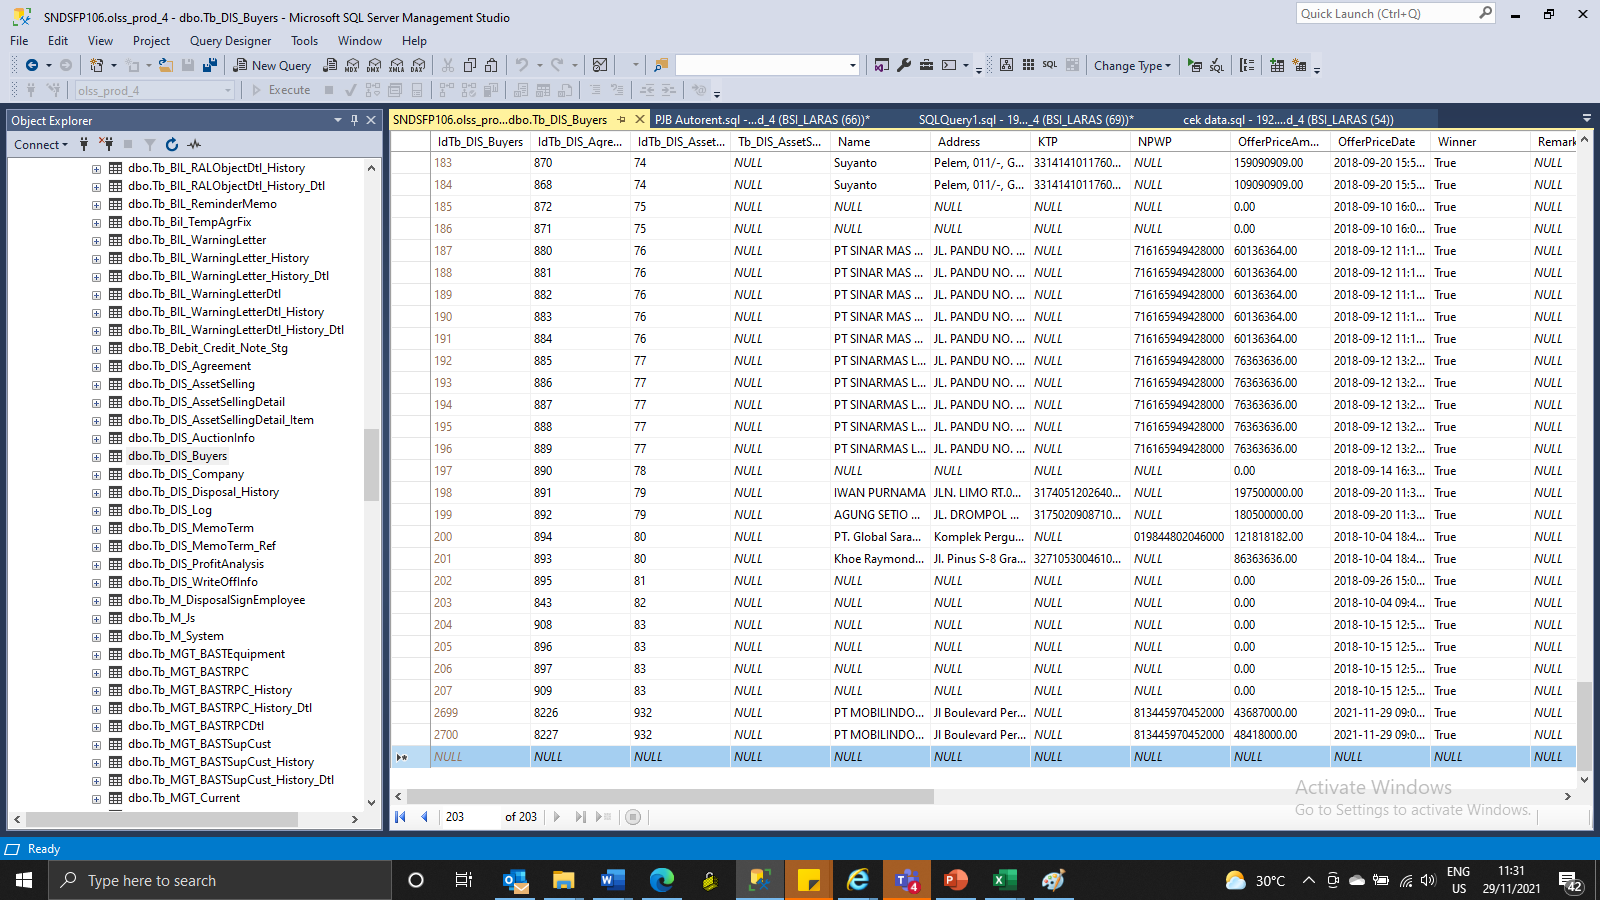 SNDSFP106.olss_prod_4 - dbo.Tb_DIS_Buyers - Microsoft SQL Server Management Studio
Quick Launch (Ctrl+Q)
File Edit View Project Query Designer Tools Window Help
New Query MDX DMX XMLA DAX SQL Change Type
olss_prod_4 Execute
Object Explorer
Connect
dbo.Tb_BIL_RALObjectDtl_History
dbo.Tb_BIL_RALObjectDtl_History_Dtl
dbo.Tb_BIL_ReminderMemo
dbo.Tb_Bil_TempAgrFix
dbo.Tb_BIL_WarningLetter
dbo.Tb_BIL_WarningLetter_History
dbo.Tb_BIL_WarningLetter_History_Dtl
dbo.Tb_BIL_WarningLetterDtl
dbo.Tb_BIL_WarningLetterDtl_History
dbo.Tb_BIL_WarningLetterDtl_History_Dtl
dbo.TB_Debit_Credit_Note_Stg
dbo.Tb_DIS_Agreement
dbo.Tb_DIS_AssetSelling
dbo.Tb_DIS_AssetSellingDetail
dbo.Tb_DIS_AssetSellingDetail_Item
dbo.Tb_DIS_AuctionInfo
dbo.Tb_DIS_Buyers
dbo.Tb_DIS_Company
dbo.Tb_DIS_Disposal_History
dbo.Tb_DIS_Log
dbo.Tb_DIS_MemoTerm
dbo.Tb_DIS_MemoTerm_Ref
dbo.Tb_DIS_ProfitAnalysis
dbo.Tb_DIS_WriteOffInfo
dbo.Tb_M_DisposalSignEmployee
dbo.Tb_M_Js
dbo.Tb_M_System
dbo.Tb_MGT_BASTEquipment
dbo.Tb_MGT_BASTRPC
dbo.Tb_MGT_BASTRPC_History
dbo.Tb_MGT_BASTRPC_History_Dtl
dbo.Tb_MGT_BASTRPCDtl
dbo.Tb_MGT_BASTSupCust
dbo.Tb_MGT_BASTSupCust_History
dbo.Tb_MGT_BASTSupCust_History_Dtl
dbo.Tb_MGT_Current
SNDSFP106.olss_pro...dbo.Tb_DIS_Buyers PJB Autorent.sql -...d_4 (BSI_LARAS (66))* SQLQuery1.sql - 19..._4 (BSI_LARAS (69))* cek data.sql - 192....d_4 (BSI_LARAS (54))
IdTb_DIS_Buyers IdTb_DIS_Agre... IdTb_DIS_Asset... Tb_DIS_AssetS... Name Address KTP NPWP OfferPriceAm... OfferPriceDate Winner Remark
183 870 74 NULL Suyanto Pelem, 011/-, G... 3314141011760... NULL 159090909.00 2018-09-20 15:5... True NULL
184 868 74 NULL Suyanto Pelem, 011/-, G... 3314141011760... NULL 109090909.00 2018-09-20 15:5... True NULL
185 872 75 NULL NULL NULL NULL NULL 0.00 2018-09-10 16:0... True NULL
186 871 75 NULL NULL NULL NULL NULL 0.00 2018-09-10 16:0... True NULL
187 880 76 NULL PT SINAR MAS ... JL. PANDU NO. ... NULL 716165949428000 60136364.00 2018-09-12 11:1... True NULL
188 881 76 NULL PT SINAR MAS ... JL. PANDU NO. ... NULL 716165949428000 60136364.00 2018-09-12 11:1... True NULL
189 882 76 NULL PT SINAR MAS ... JL. PANDU NO. ... NULL 716165949428000 60136364.00 2018-09-12 11:1... True NULL
190 883 76 NULL PT SINAR MAS ... JL. PANDU NO. ... NULL 716165949428000 60136364.00 2018-09-12 11:1... True NULL
191 884 76 NULL PT SINAR MAS ... JL. PANDU NO. ... NULL 716165949428000 60136364.00 2018-09-12 11:1... True NULL
192 885 77 NULL PT SINARMAS L... JL. PANDU NO. ... NULL 716165949428000 76363636.00 2018-09-12 13:2... True NULL
193 886 77 NULL PT SINARMAS L... JL. PANDU NO. ... NULL 716165949428000 76363636.00 2018-09-12 13:2... True NULL
194 887 77 NULL PT SINARMAS L... JL. PANDU NO. ... NULL 716165949428000 76363636.00 2018-09-12 13:2... True NULL
195 888 77 NULL PT SINARMAS L... JL. PANDU NO. ... NULL 716165949428000 76363636.00 2018-09-12 13:2... True NULL
196 889 77 NULL PT SINARMAS L... JL. PANDU NO. ... NULL 716165949428000 76363636.00 2018-09-12 13:2... True NULL
197 890 78 NULL NULL NULL NULL NULL 0.00 2018-09-14 16:3... True NULL
198 891 79 NULL IWAN PURNAMA JLN. LIMO RT.0... 3174051202640... NULL 197500000.00 2018-09-20 11:3... True NULL
199 892 79 NULL AGUNG SETIO ... JL. DROMPOL ... 3175020908710... NULL 180500000.00 2018-09-20 11:3... True NULL
200 894 80 NULL PT. Global Sara... Komplek Pergu... NULL 019844802046000 121818182.00 2018-10-04 18:4... True NULL
201 893 80 NULL Khoe Raymond... Jl. Pinus S-8 Gra... 3271053004610... NULL 86363636.00 2018-10-04 18:4... True NULL
202 895 81 NULL NULL NULL NULL NULL 0.00 2018-09-26 15:0... True NULL
203 843 82 NULL NULL NULL NULL NULL 0.00 2018-10-04 09:4... True NULL
204 908 83 NULL NULL NULL NULL NULL 0.00 2018-10-15 12:5... True NULL
205 896 83 NULL NULL NULL NULL NULL 0.00 2018-10-15 12:5... True NULL
206 897 83 NULL NULL NULL NULL NULL 0.00 2018-10-15 12:5... True NULL
207 909 83 NULL NULL NULL NULL NULL 0.00 2018-10-15 12:5... True NULL
2699 8226 932 NULL PT MOBILINDO... Jl Boulevard Per... NULL 813445970452000 43687000.00 2021-11-29 09:0... True NULL
2700 8227 932 NULL PT MOBILINDO... Jl Boulevard Per... NULL 813445970452000 48418000.00 2021-11-29 09:0... True NULL
NULL NULL NULL NULL NULL NULL NULL NULL NULL NULL NULL NULL
203 of 203
Activate Windows
Go to Settings to activate Windows.
Ready
Type here to search
4
30°C
ENG
US
11:31
29/11/2021
42